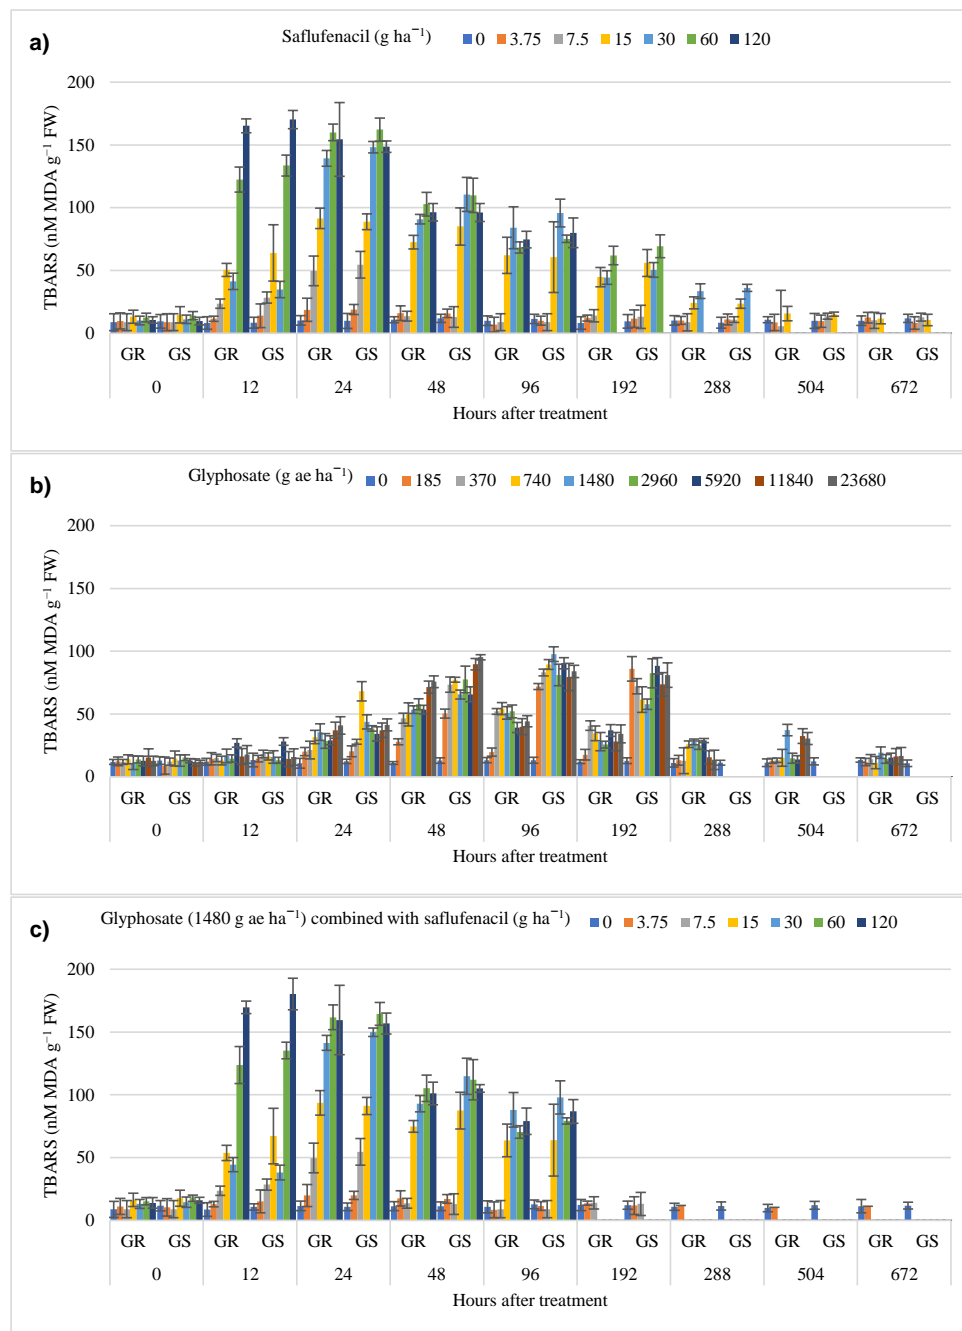 a)
Saflufenacil (g ha⁻¹) 0 3.75 7.5 15 30 60 120
TBARS (nM MDA g⁻¹ FW)
200
150
100
50
0
GR GS GR GS GR GS GR GS GR GS GR GS GR GS GR GS GR GS
0 12 24 48 96 192 288 504 672
Hours after treatment
b)
Glyphosate (g ae ha⁻¹) 0 185 370 740 1480 2960 5920 11840 23680
TBARS (nM MDA g⁻¹ FW)
200
150
100
50
0
GR GS GR GS GR GS GR GS GR GS GR GS GR GS GR GS GR GS
0 12 24 48 96 192 288 504 672
Hours after treatment
c)
Glyphosate (1480 g ae ha⁻¹) combined with saflufenacil (g ha⁻¹) 0 3.75 7.5 15 30 60 120
TBARS (nM MDA g⁻¹ FW)
200
150
100
50
0
GR GS GR GS GR GS GR GS GR GS GR GS GR GS GR GS GR GS
0 12 24 48 96 192 288 504 672
Hours after treatment